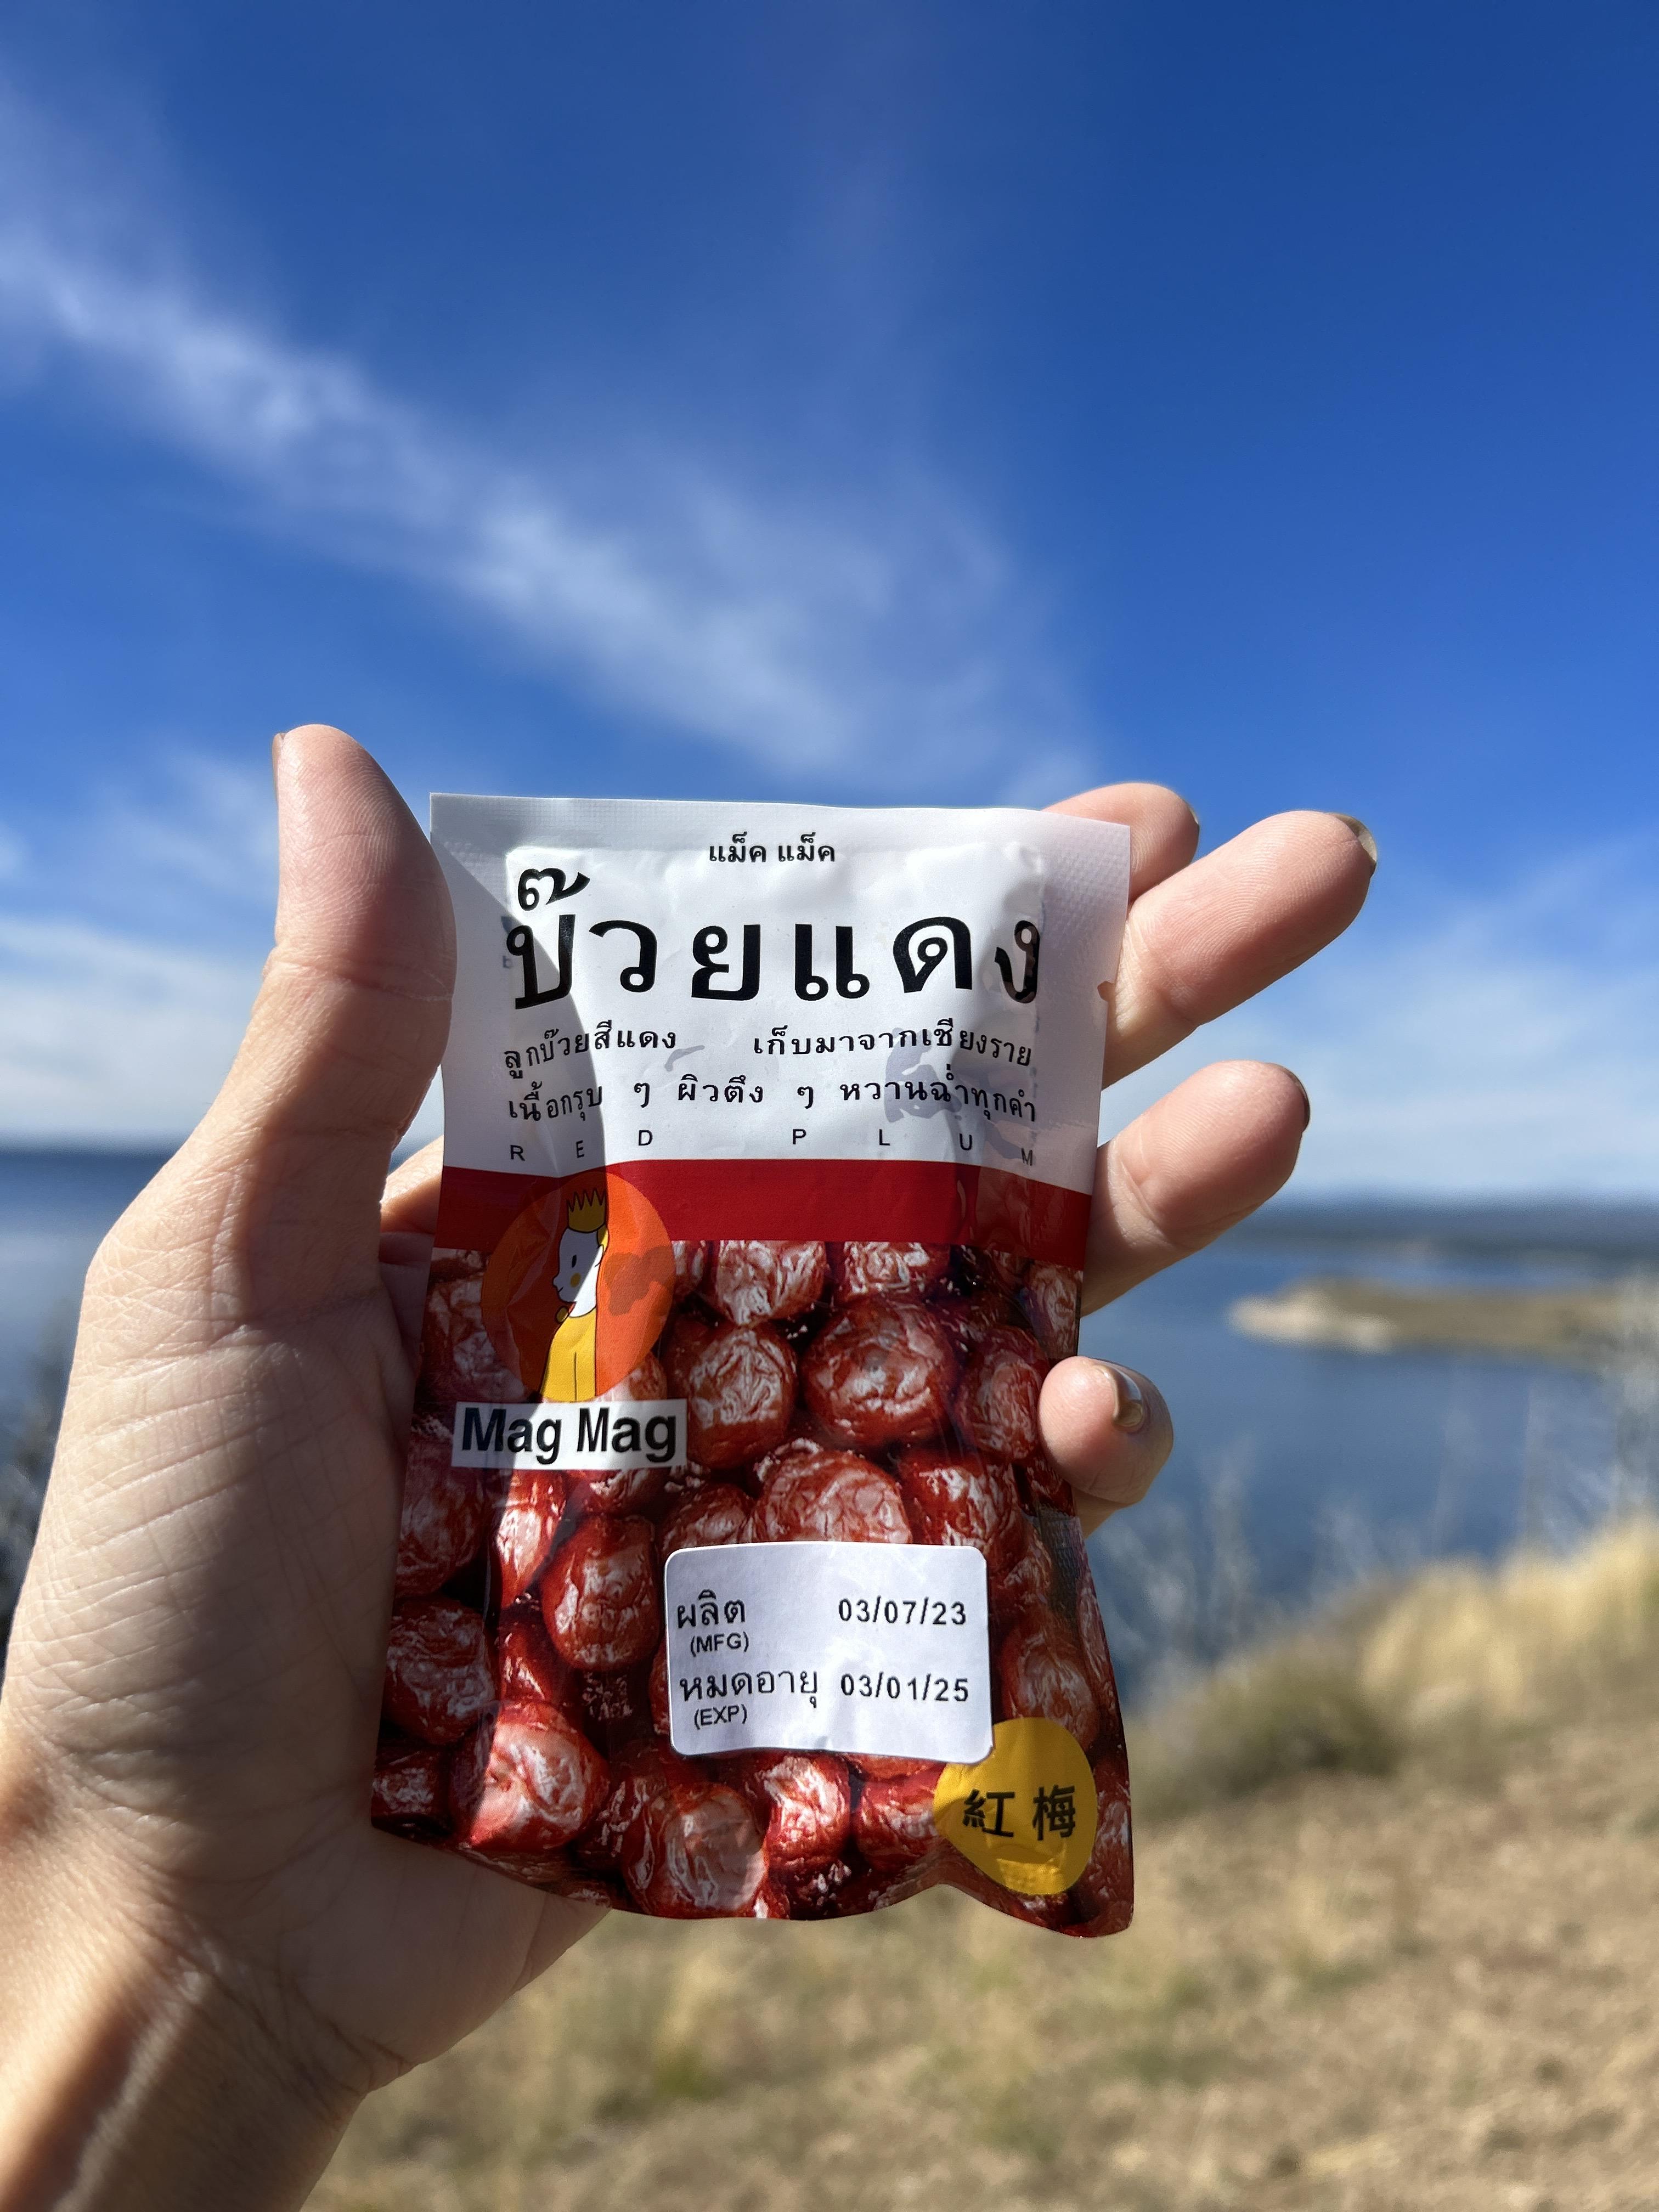 แม็ค แม็ค
บ๊วยแดง
ลูกบ๊วยสีแดง เก็บมาจากเชียงราย
เนื้อกรุบ ๆ ผิวตึง ๆ หวานฉ่ำทุกคำ
RED PLUM
Mag Mag
ผลิต 03/07/23
(MFG)
หมดอายุ 03/01/25
(EXP)
紅梅